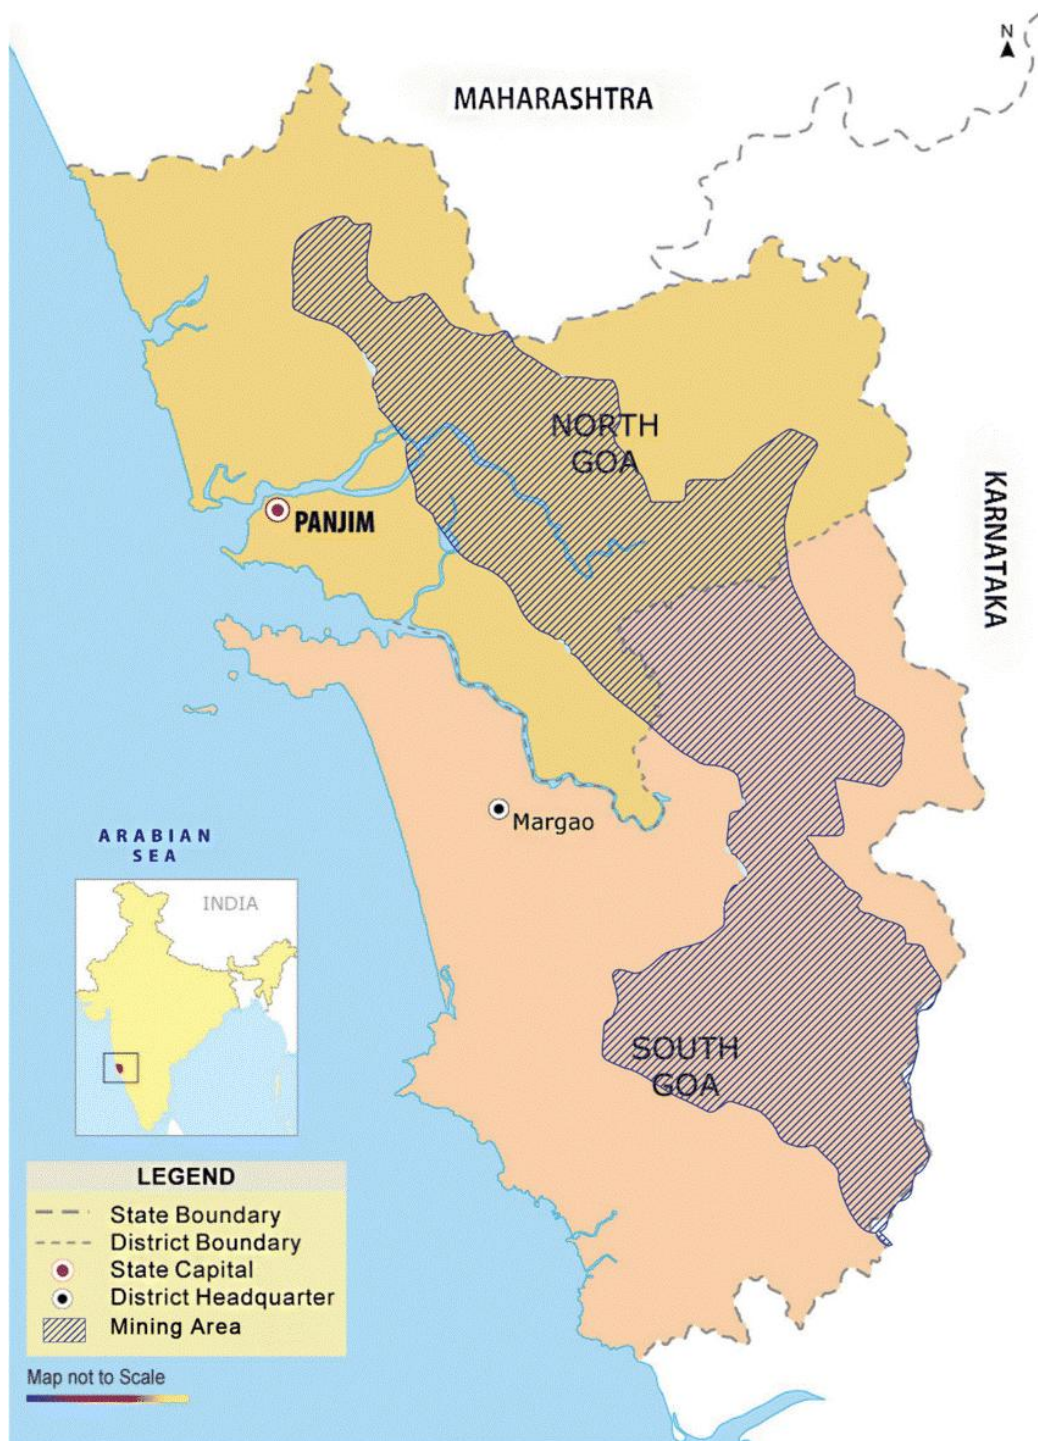 N
MAHARASHTRA
NORTH
GOA
KARNATAKA
PANJIM
Margao
ARABIAN
SEA
INDIA
SOUTH
GOA
LEGEND
State Boundary
District Boundary
State Capital
District Headquarter
Mining Area
Map not to Scale